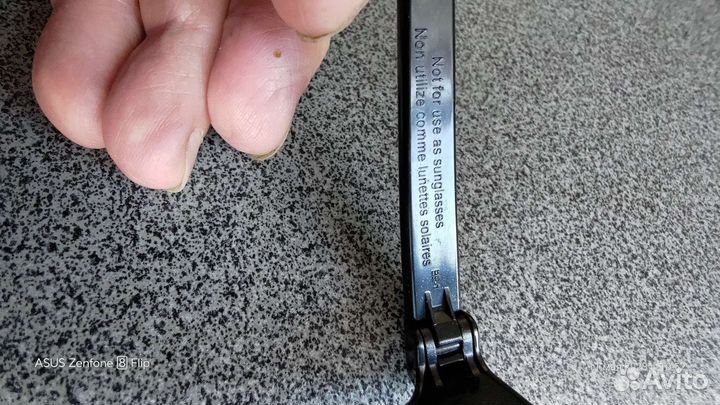 Not for use as sunglasses
Non utilize comme lunettes solaires
ASUS Zenfone 8 Flip
Avito